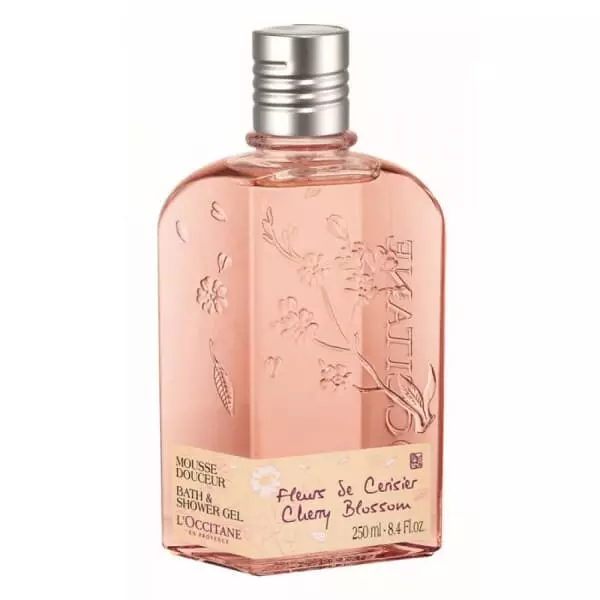 MOUSSE
DOUCEUR
BATH &
SHOWER GEL
L'OCCITANE
EN PROVENCE
Fleurs de Cerisier
Cherry Blossom
250 ml - 8.4 Fl.oz.
L'OCCITANE